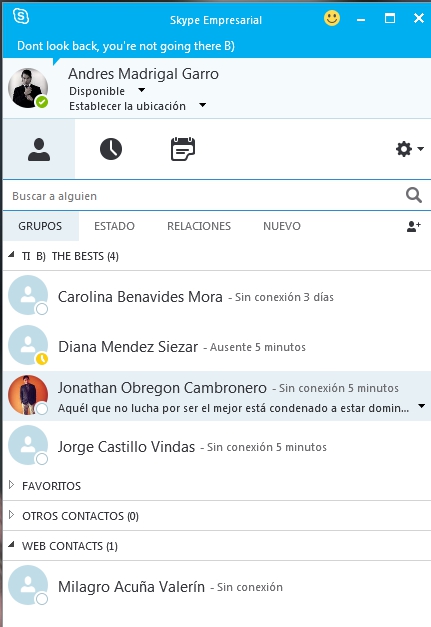 Skype Empresarial
Dont look back, you're not going there B)
Andres Madrigal Garro
Disponible
Establecer la ubicación
Buscar a alguien
GRUPOS ESTADO RELACIONES NUEVO
TI B) THE BESTS (4)
Carolina Benavides Mora - Sin conexión 3 días
Diana Mendez Siezar - Ausente 5 minutos
Jonathan Obregon Cambronero - Sin conexión 5 minutos
Aquél que no lucha por ser el mejor está condenado a estar domin...
Jorge Castillo Vindas - Sin conexión 5 minutos
FAVORITOS
OTROS CONTACTOS (0)
WEB CONTACTS (1)
Milagro Acuña Valerín - Sin conexión